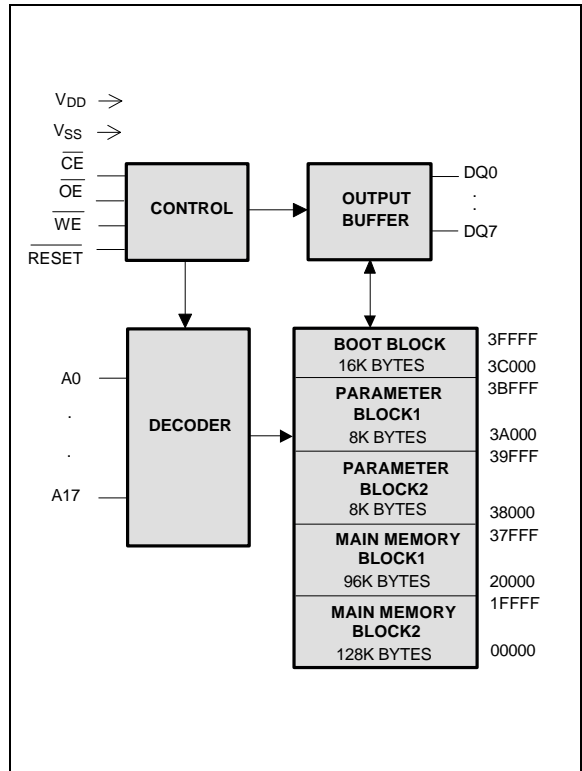 VDD
VSS
CE
OE
WE
RESET
CONTROL
OUTPUT
BUFFER
DQ0
.
.
DQ7
A0
.
.
A17
DECODER
BOOT BLOCK
16K BYTES
PARAMETER
BLOCK1
8K BYTES
PARAMETER
BLOCK2
8K BYTES
MAIN MEMORY
BLOCK1
96K BYTES
MAIN MEMORY
BLOCK2
128K BYTES
3FFFF
3C000
3BFFF
3A000
39FFF
38000
37FFF
20000
1FFFF
00000